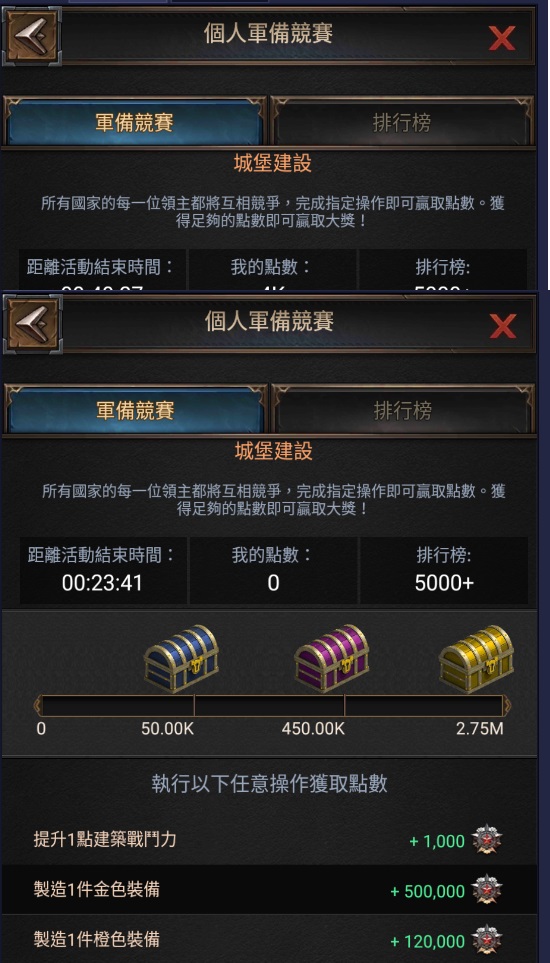 個人軍備競賽
軍備競賽
排行榜
城堡建設
所有國家的每一位領主都將互相競爭，完成指定操作即可贏取點數。獲
得足夠的點數即可贏取大獎！
距離活動結束時間：
我的點數：
排行榜:
個人軍備競賽
軍備競賽
排行榜
城堡建設
所有國家的每一位領主都將互相競爭，完成指定操作即可贏取點數。獲
得足夠的點數即可贏取大獎！
距離活動結束時間：
我的點數：
排行榜:
00:23:41
0
5000+
0
50.00K
450.00K
2.75M
執行以下任意操作獲取點數
提升1點建築戰鬥力
+ 1,000
製造1件金色裝備
+ 500,000
製造1件橙色裝備
+ 120,000